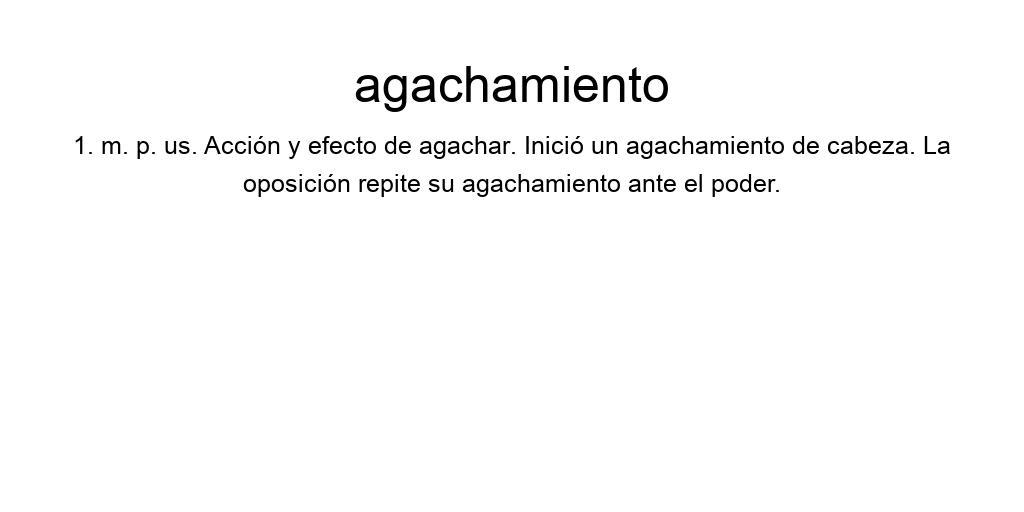 agachamiento
1. m. p. us. Acción y efecto de agachar. Inició un agachamiento de cabeza. La
oposición repite su agachamiento ante el poder.